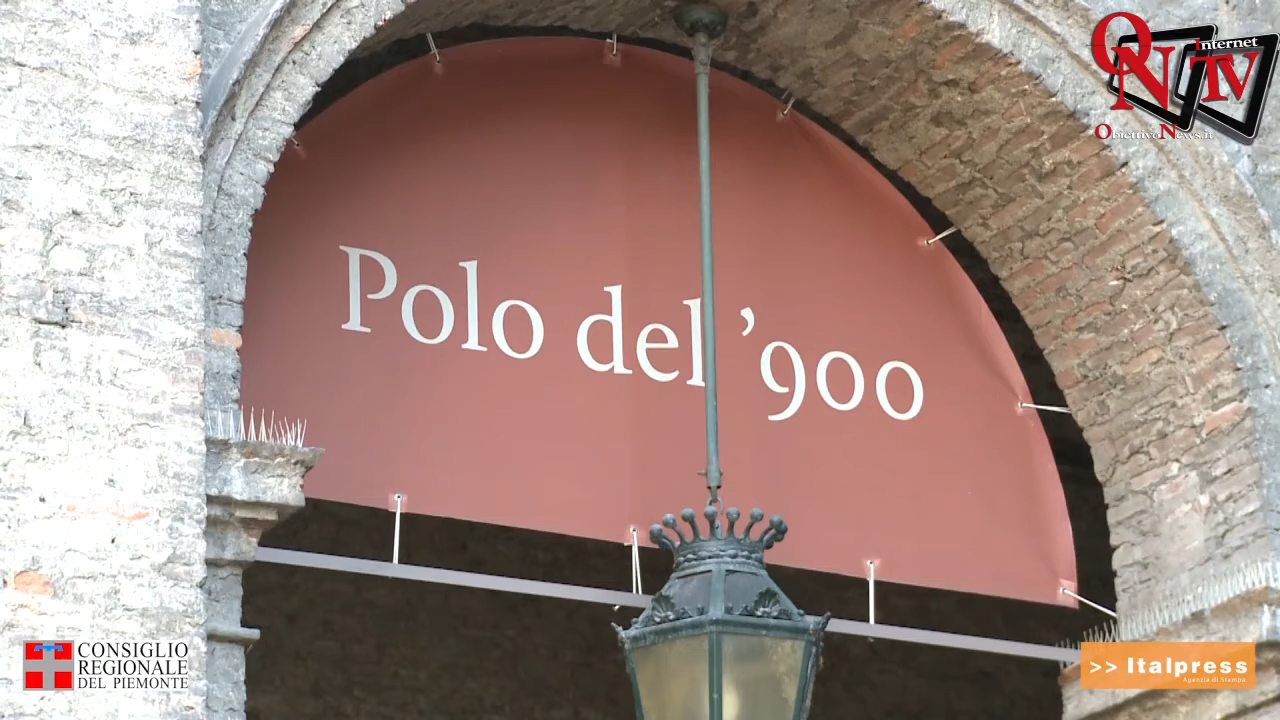 QN Internet TV
ObiettivoNews.it
Polo del '900
CONSIGLIO
REGIONALE
DEL PIEMONTE
>> Italpress
Agenzia di Stampa